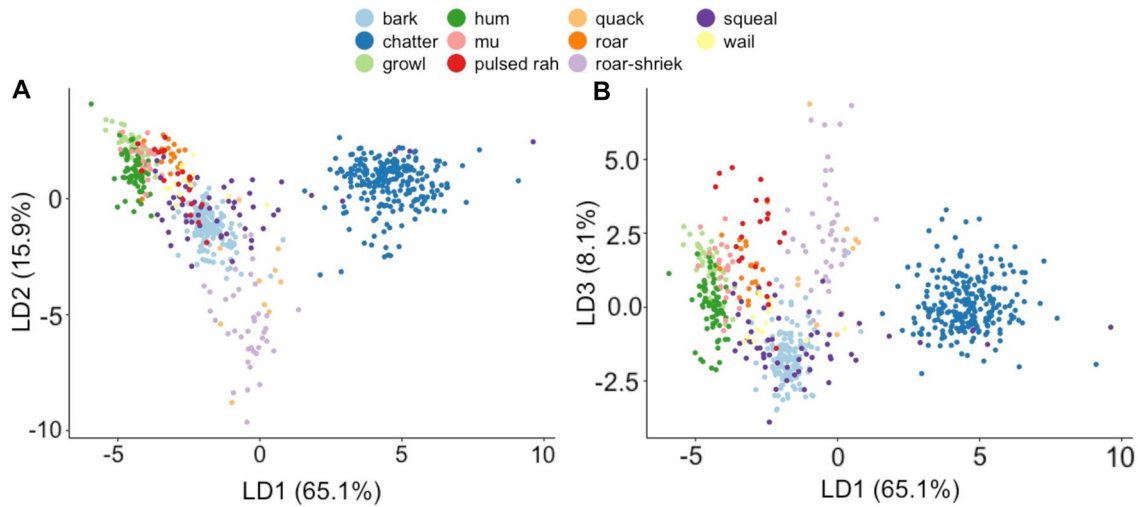 bark hum quack squeal
chatter mu roar wail
growl pulsed rah roar-shriek
A
0
-5
-10
LD2 (15.9%)
-5 0 5 10
LD1 (65.1%)
B
5.0
2.5
0.0
-2.5
LD3 (8.1%)
-5 0 5 10
LD1 (65.1%)